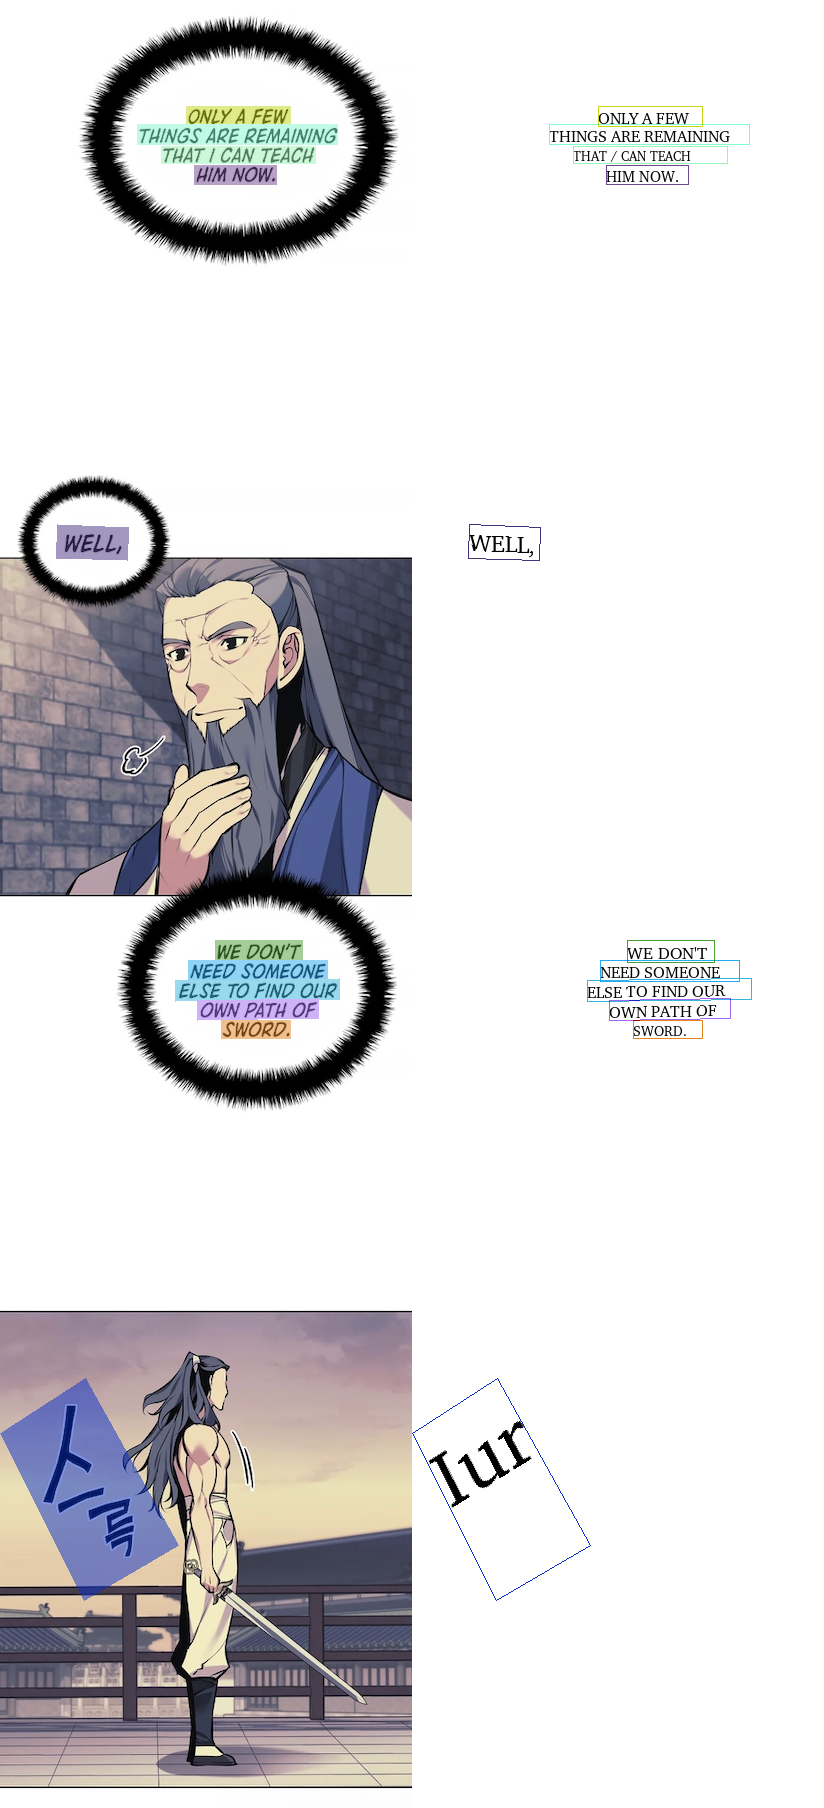 ONLY A FEW
THINGS ARE REMAINING
THAT I CAN TEACH
HIM NOW.
ONLY A FEW
THINGS ARE REMAINING
THAT / CAN TEACH
HIM NOW.
WELL,
WELL,
WE DON'T
NEED SOMEONE
ELSE TO FIND OUR
OWN PATH OF
SWORD.
WE DON'T
NEED SOMEONE
ELSE TO FIND OUR
OWN PATH OF
SWORD.
스륵
Iur